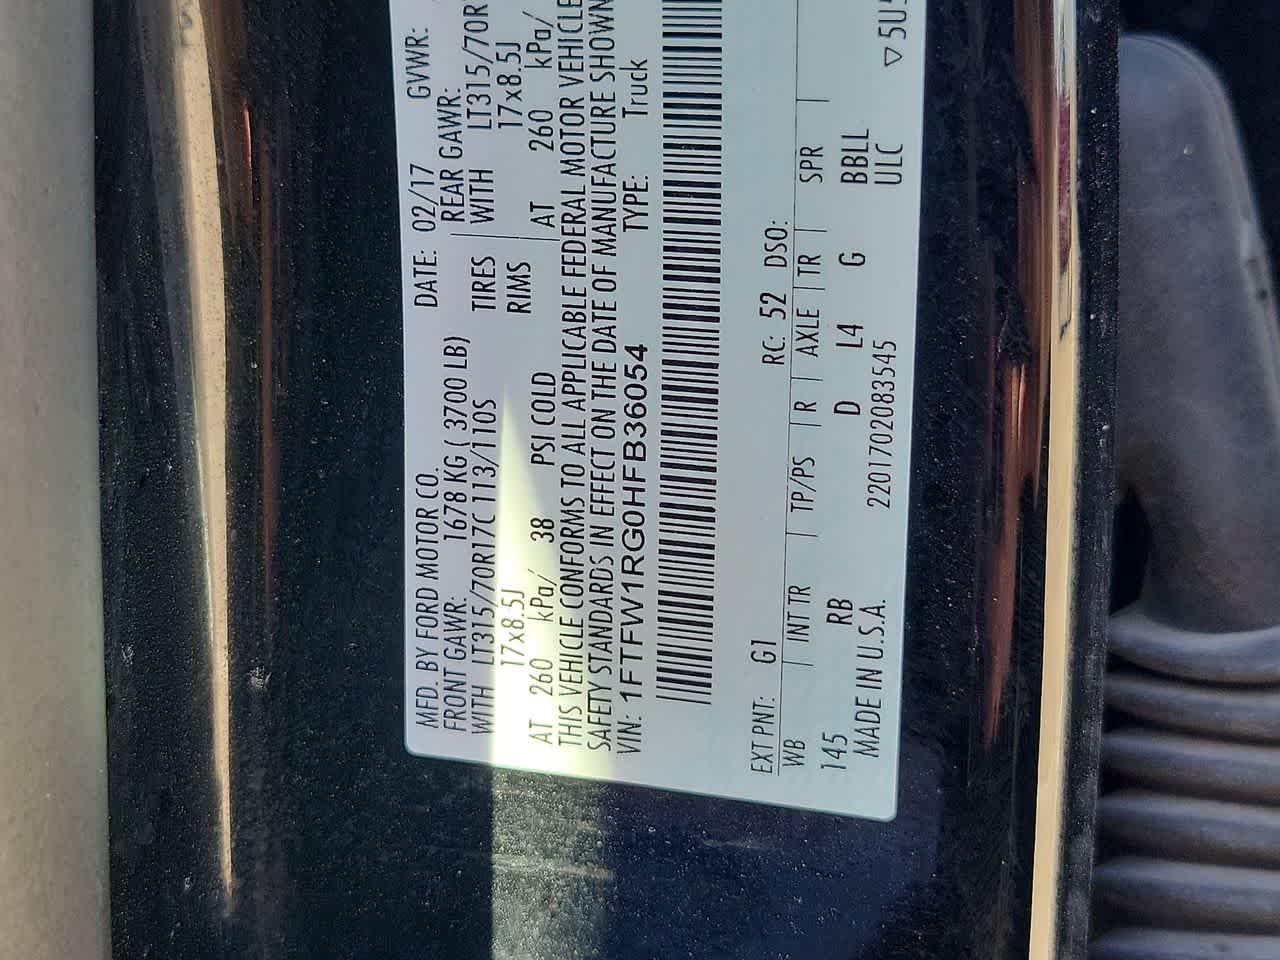 MFD. BY FORD MOTOR CO. DATE: 02/17 GVWR:
FRONT GAWR: 1678 KG ( 3700 LB) REAR GAWR:
WITH LT315/70R17C 113/110S TIRES WITH LT315/70R
17x8.5J RIMS 17x8.5J
AT 260 kPa/ 38 PSI COLD AT 260 kPa/
THIS VEHICLE CONFORMS TO ALL APPLICABLE FEDERAL MOTOR VEHICLE
SAFETY STANDARDS IN EFFECT ON THE DATE OF MANUFACTURE SHOWN
VIN: 1FTFW1RG0HFB36054 TYPE: Truck
EXT PNT: G1 RC: 52 DSO:
WB | INT TR | TP/PS | R | AXLE | TR | SPR |
145 RB D L4 G BBLL
MADE IN U.S.A. 220170208354​5 ULC
▽5U5